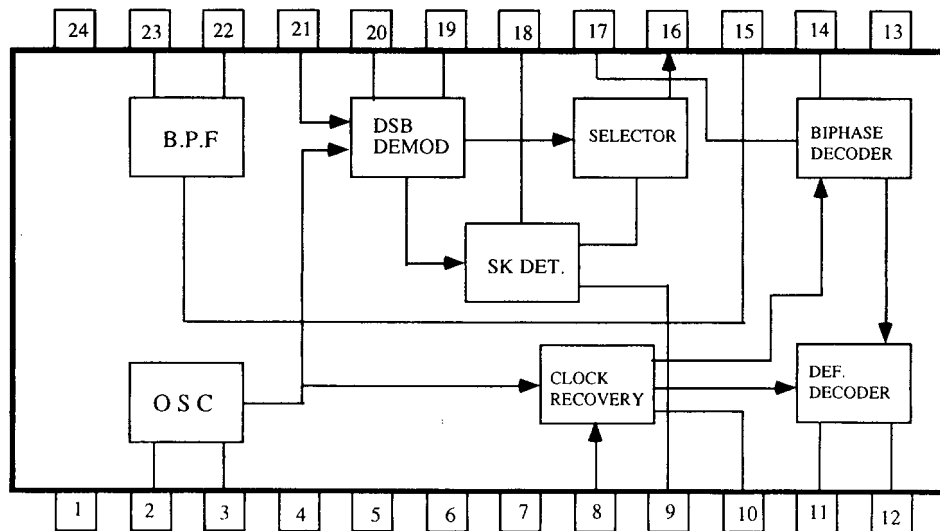 24 23 22 21 20 19 18 17 16 15 14 13
B.P.F
DSB
DEMOD
SELECTOR
BIPHASE
DECODER
SK DET.
OSC
CLOCK
RECOVERY
DEF.
DECODER
1 2 3 4 5 6 7 8 9 10 11 12